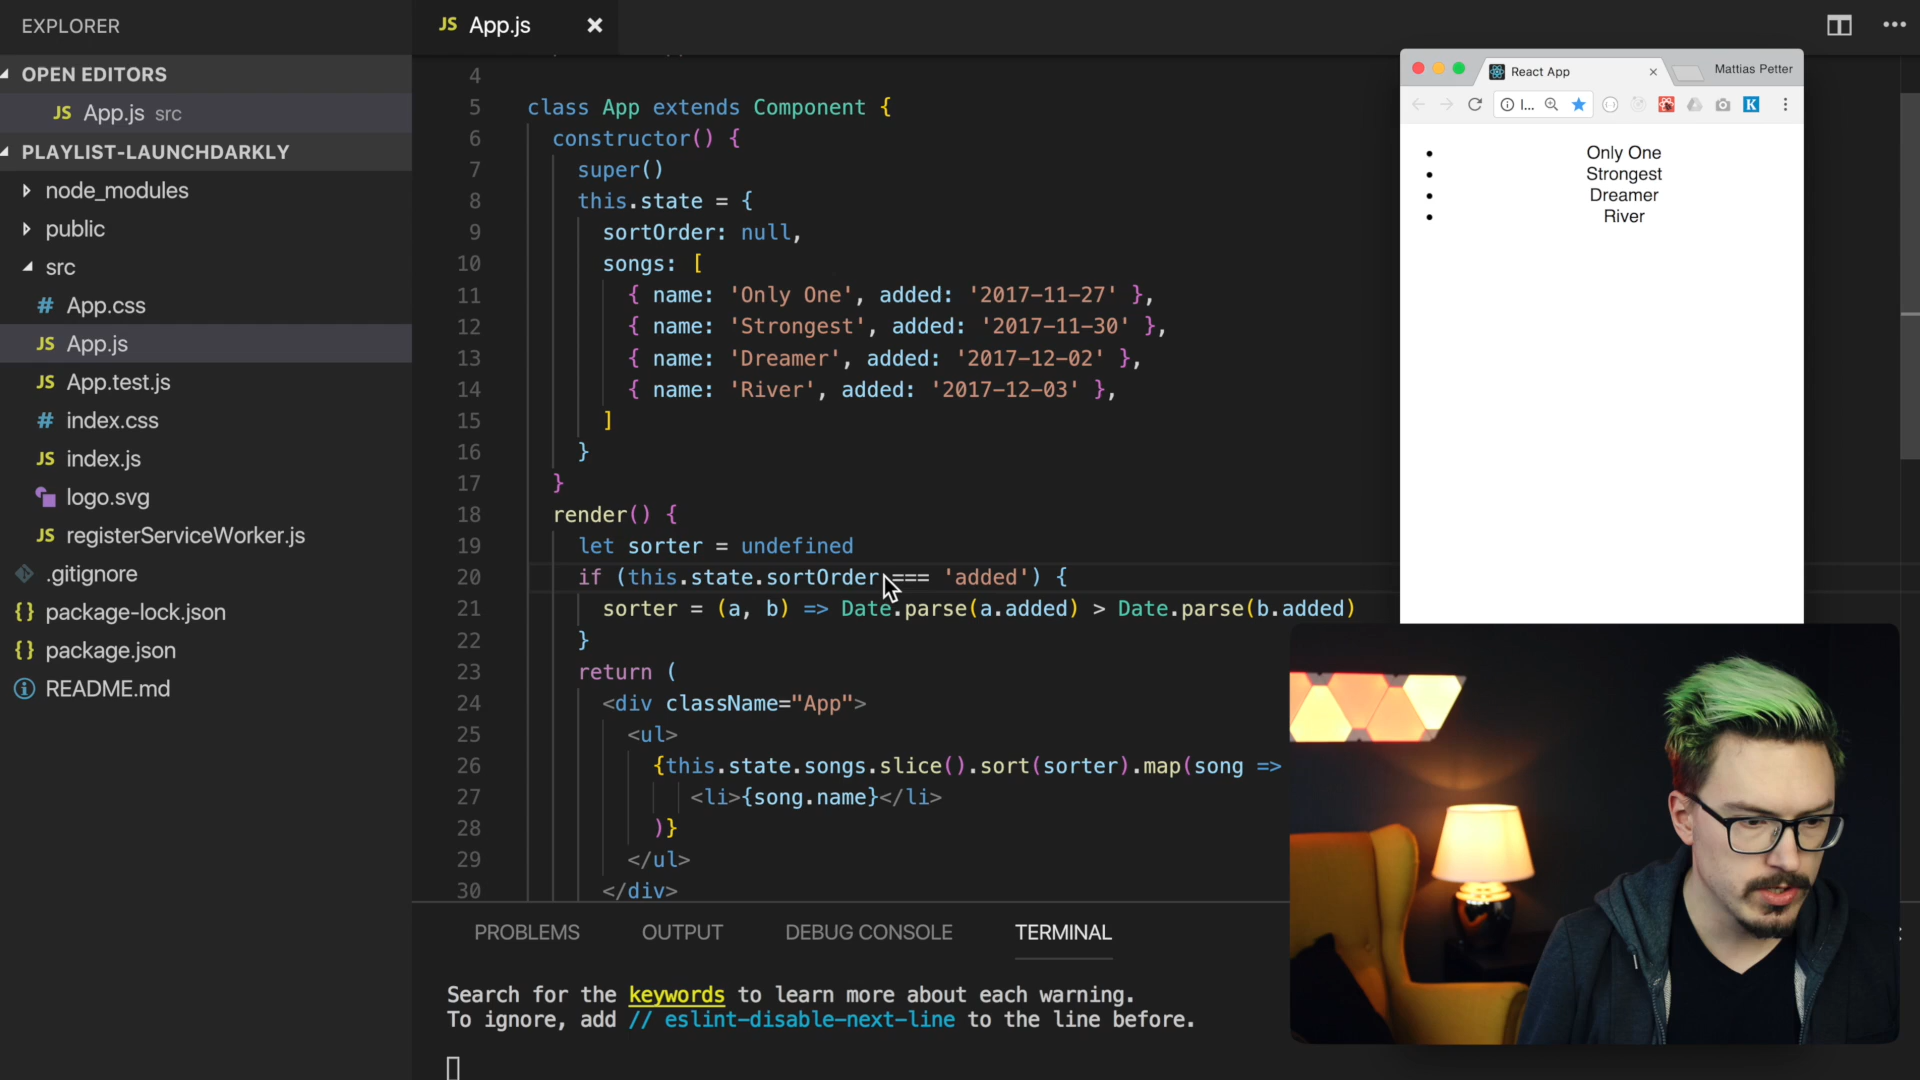 EXPLORER
OPEN EDITORS
JS App.js src
PLAYLIST-LAUNCHDARKLY
node_modules
public
src
# App.css
JS App.js
JS App.test.js
# index.css
JS index.js
logo.svg
JS registerServiceWorker.js
.gitignore
{} package-lock.json
{} package.json
README.md
JS App.js
4
5 class App extends Component {
6 constructor() {
7 super()
8 this.state = {
9 sortOrder: null,
10 songs: [
11 { name: 'Only One', added: '2017-11-27' },
12 { name: 'Strongest', added: '2017-11-30' },
13 { name: 'Dreamer', added: '2017-12-02' },
14 { name: 'River', added: '2017-12-03' },
15 ]
16 }
17 }
18 render() {
19 let sorter = undefined
20 if (this.state.sortOrder === 'added') {
21 sorter = (a, b) => Date.parse(a.added) > Date.parse(b.added)
22 }
23 return (
24 <div className="App">
25 <ul>
26 {this.state.songs.slice().sort(sorter).map(song =>
27 <li>{song.name}</li>
28 )}
29 </ul>
30 </div>
PROBLEMS OUTPUT DEBUG CONSOLE TERMINAL
Search for the keywords to learn more about each warning.
To ignore, add // eslint-disable-next-line to the line before.
React App
Mattias Petter
l...
K
• Only One
• Strongest
• Dreamer
• River